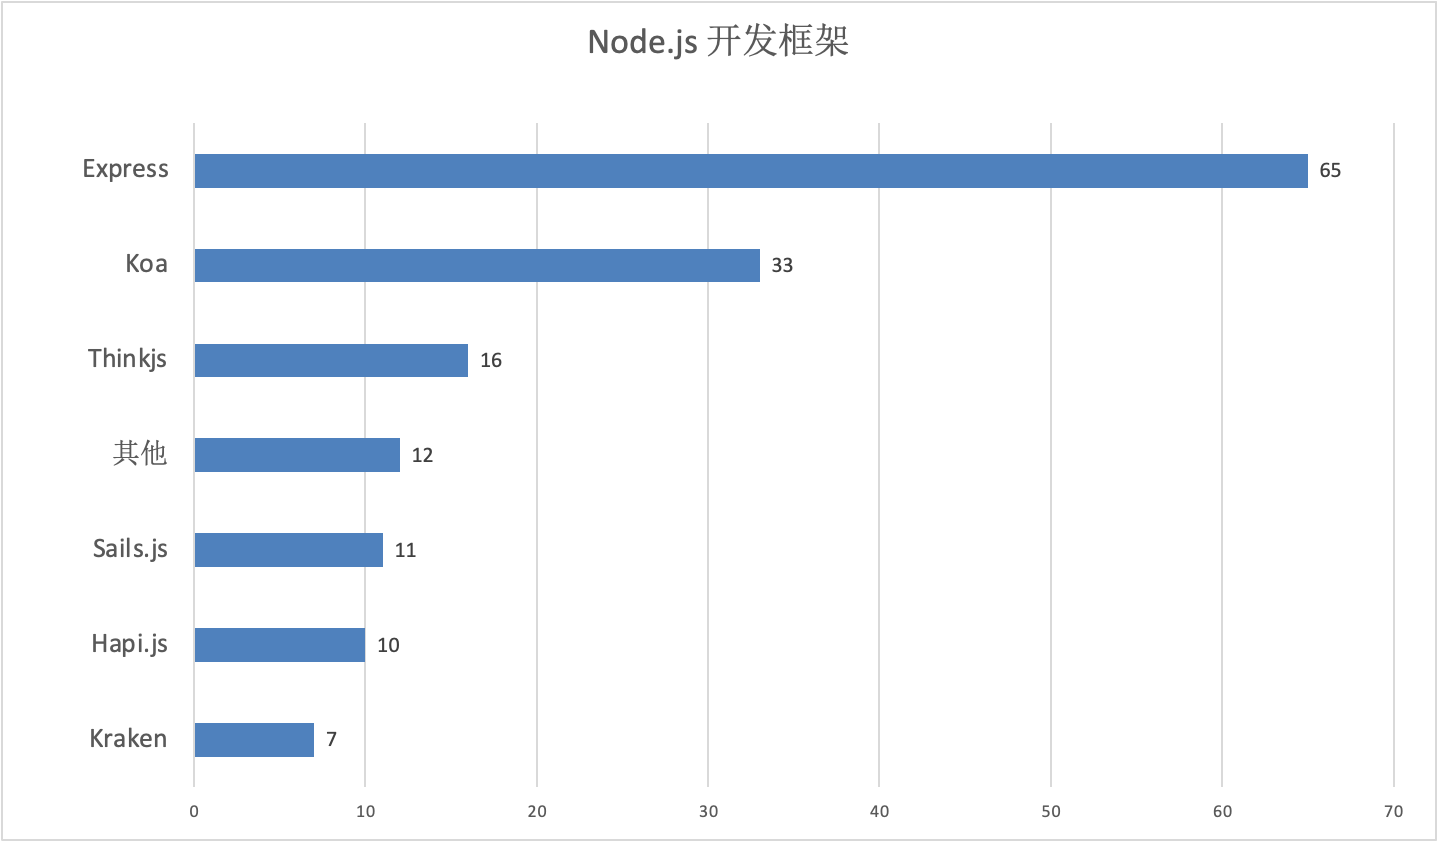 Node.js 开发框架
Express 65
Koa 33
Thinkjs 16
其他 12
Sails.js 11
Hapi.js 10
Kraken 7
0 10 20 30 40 50 60 70